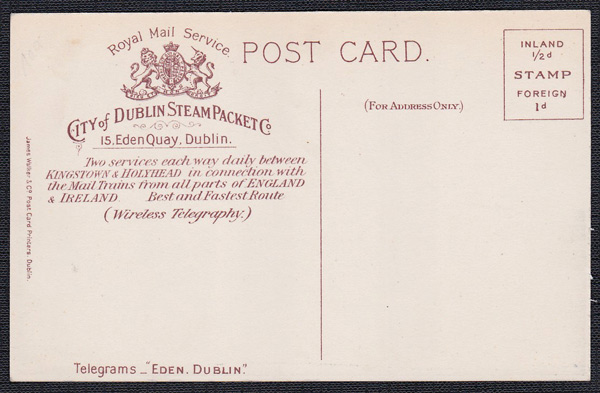 Royal Mail Service.
POST CARD.
INLAND
1/2d
STAMP
FOREIGN
1d
(FOR ADDRESS ONLY.)
CITY of DUBLIN STEAM PACKET Co
15, Eden Quay, Dublin.
Two services each way daily between
KINGSTOWN & HOLYHEAD in connection with
the Mail Trains from all parts of ENGLAND
& IRELAND. Best and Fastest Route
(Wireless Telegraphy.)
James Walker & Co Post Card Printers, Dublin.
Telegrams _ "EDEN, DUBLIN."